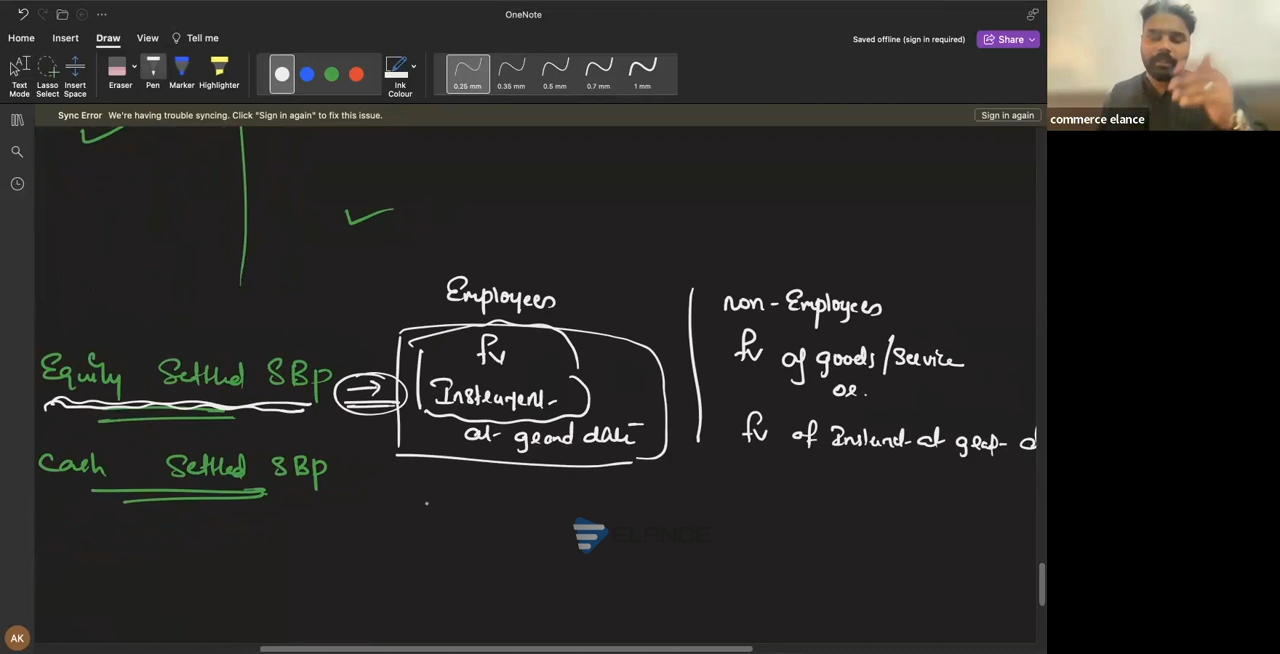 OneNote
Home Insert Draw View Tell me
Saved offline (sign in required)
Share
Text Mode
Lasso Select
Insert Space
Eraser
Pen
Marker
Highlighter
Ink Colour
0.25 mm 0.35 mm 0.5 mm 0.7 mm 1 mm
commerce elance
Sync Error We're having trouble syncing. Click "Sign in again" to fix this issue.
Sign in again
Employees
non-Employees
fv
fv of goods/Service
Equity Settled SBP
Instrument
or
at grand date
fv of Instund at
Cash Settled SBP
ELANCE
AK